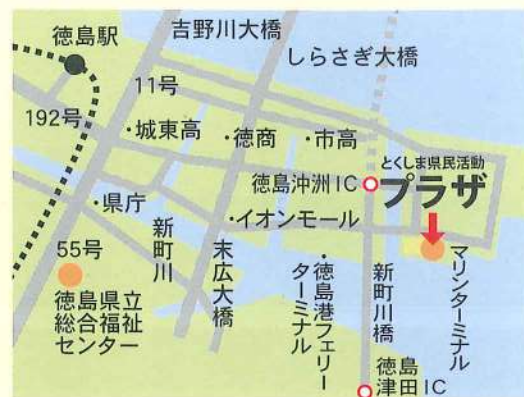 吉野川大橋
徳島駅
しらさぎ大橋
11号
192号
・城東高
・徳商
・市高
とくしま県民活動
プラザ
徳島沖洲IC
・県庁
・イオンモール
新町川
末広大橋
・徳島港フェリー
ターミナル
新町川橋
マリンターミナル
55号
徳島県立
総合福祉
センター
徳島
津田IC